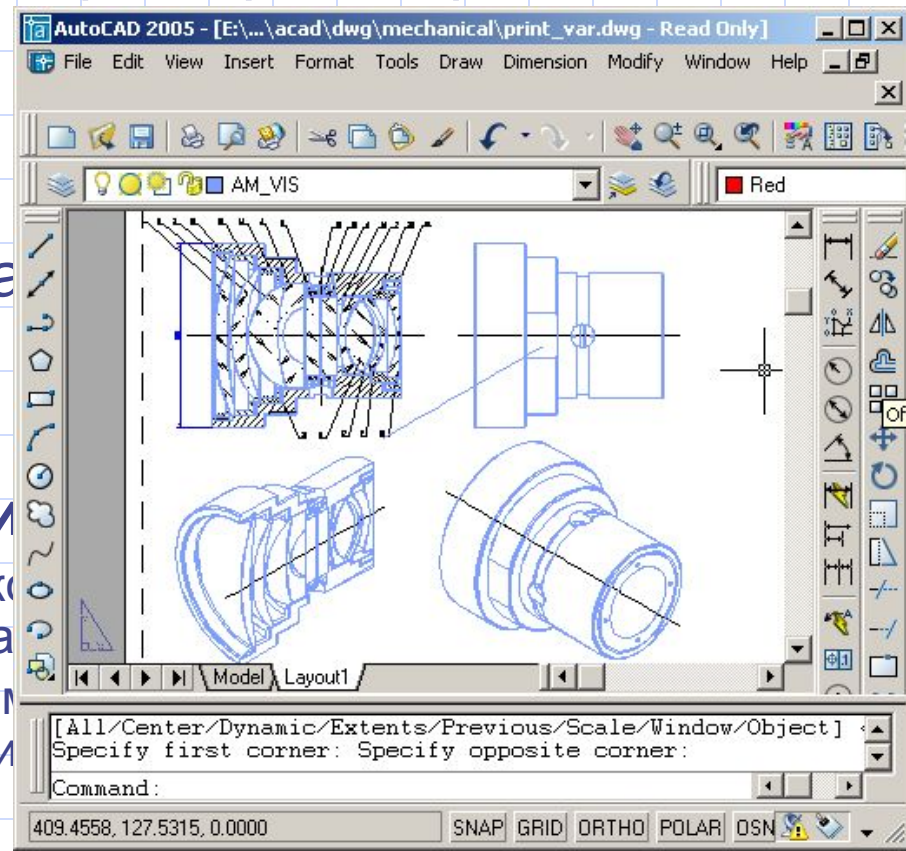 AutoCAD 2005 - [E:\...\acad\dwg\mechanical\print_var.dwg - Read Only]
File Edit View Insert Format Tools Draw Dimension Modify Window Help
AM_VIS
Red
Of
Model Layout1
[All/Center/Dynamic/Extents/Previous/Scale/Window/Object] <
Specify first corner: Specify opposite corner:
Command:
409.4558, 127.5315, 0.0000 SNAP GRID ORTHO POLAR OSN